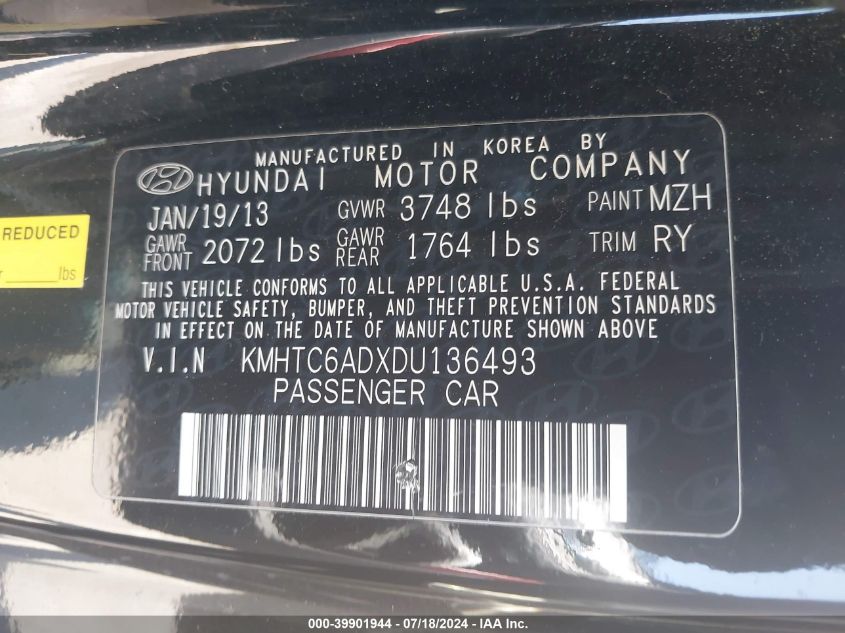 MANUFACTURED IN KOREA BY
HYUNDAI MOTOR COMPANY
JAN/19/13 GVWR 3748 lbs PAINT MZH
GAWR FRONT 2072 lbs GAWR REAR 1764 lbs TRIM RY
THIS VEHICLE CONFORMS TO ALL APPLICABLE U.S.A. FEDERAL
MOTOR VEHICLE SAFETY, BUMPER, AND THEFT PREVENTION STANDARDS
IN EFFECT ON THE DATE OF MANUFACTURE SHOWN ABOVE
V.I.N KMHTC6ADXDU136493
PASSENGER CAR
REDUCED
lbs
000-39901944 - 07/18/2024 - IAA Inc.